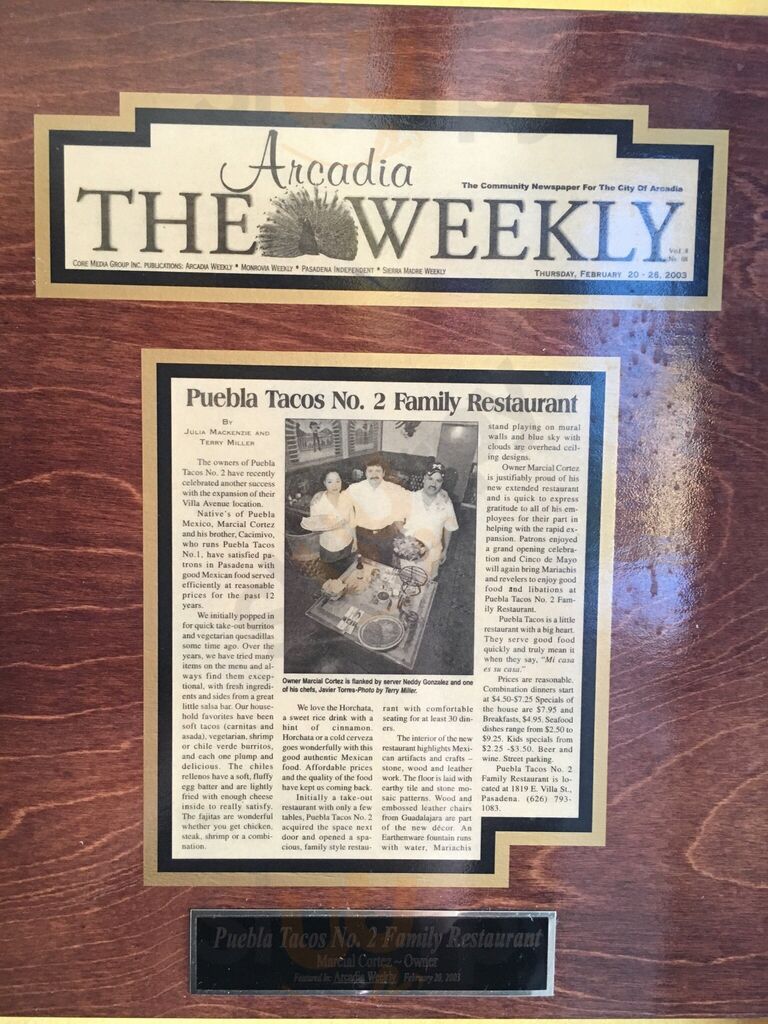 Arcadia
The Community Newspaper For The City Of Arcadia
THE WEEKLY
Vol. 8
No. 08
CORE MEDIA GROUP INC. PUBLICATIONS: ARCADIA WEEKLY * MONROVIA WEEKLY * PASADENA INDEPENDENT * SIERRA MADRE WEEKLY
THURSDAY, FEBRUARY 20 - 26, 2003
Puebla Tacos No. 2 Family Restaurant
BY
JULIA MACKENZIE AND
TERRY MILLER
The owners of Puebla
Tacos No. 2 have recently
celebrated another success
with the expansion of their
Villa Avenue location.
Native's of Puebla
Mexico, Marcial Cortez
and his brother, Cacimivo,
who runs Puebla Tacos
No.1, have satisfied pa-
trons in Pasadena with
good Mexican food served
efficiently at reasonable
prices for the past 12
years.
We initially popped in
for quick take-out burritos
and vegetarian quesadillas
some time ago. Over the
years, we have tried many
items on the menu and al-
ways find them excep-
tional, with fresh ingredi-
ents and sides from a great
little salsa bar. Our house-
hold favorites have been
soft tacos (carnitas and
asada), vegetarian, shrimp
or chile verde burritos,
and each one plump and
delicious. The chiles
rellenos have a soft, fluffy
egg batter and are lightly
fried with enough cheese
inside to really satisfy.
The fajitas are wonderful
whether you get chicken,
steak, shrimp or a combi-
nation.
Owner Marcial Cortez is flanked by server Neddy Gonzalez and one
of his chefs, Javier Torres-Photo by Terry Miller.
We love the Horchata,
a sweet rice drink with a
hint of cinnamon.
Horchata or a cold cerveza
goes wonderfully with this
good authentic Mexican
food. Affordable prices
and the quality of the food
have kept us coming back.
Initially a take-out
restaurant with only a few
tables, Puebla Tacos No. 2
acquired the space next
door and opened a spa-
cious, family style restau-
rant with comfortable
seating for at least 30 din-
ers.
The interior of the new
restaurant highlights Mexi-
can artifacts and crafts –
stone, wood and leather
work. The floor is laid with
earthy tile and stone mo-
saic patterns. Wood and
embossed leather chairs
from Guadalajara are part
of the new décor. An
Earthenware fountain runs
with water, Mariachis
stand playing on mural
walls and blue sky with
clouds are overhead ceil-
ing designs.
Owner Marcial Cortez
is justifiably proud of his
new extended restaurant
and is quick to express
gratitude to all of his em-
ployees for their part in
helping with the rapid ex-
pansion. Patrons enjoyed
a grand opening celebra-
tion and Cinco de Mayo
will again bring Mariachis
and revelers to enjoy good
food and libations at
Puebla Tacos No. 2 Fam-
ily Restaurant.
Puebla Tacos is a little
restaurant with a big heart.
They serve good food
quickly and truly mean it
when they say, "Mi casa
es su casa."
Prices are reasonable.
Combination dinners start
at $4.50-$7.25 Specials of
the house are $7.95 and
Breakfasts, $4.95. Seafood
dishes range from $2.50 to
$9.25. Kids specials from
$2.25 -$3.50. Beer and
wine. Street parking.
Puebla Tacos No. 2
Family Restaurant is lo-
cated at 1819 E. Villa St.,
Pasadena. (626) 793-
1083.
Puebla Tacos No. 2 Family Restaurant
Marcial Cortez ~ Owner
Featured In: Arcadia Weekly February 20, 2003